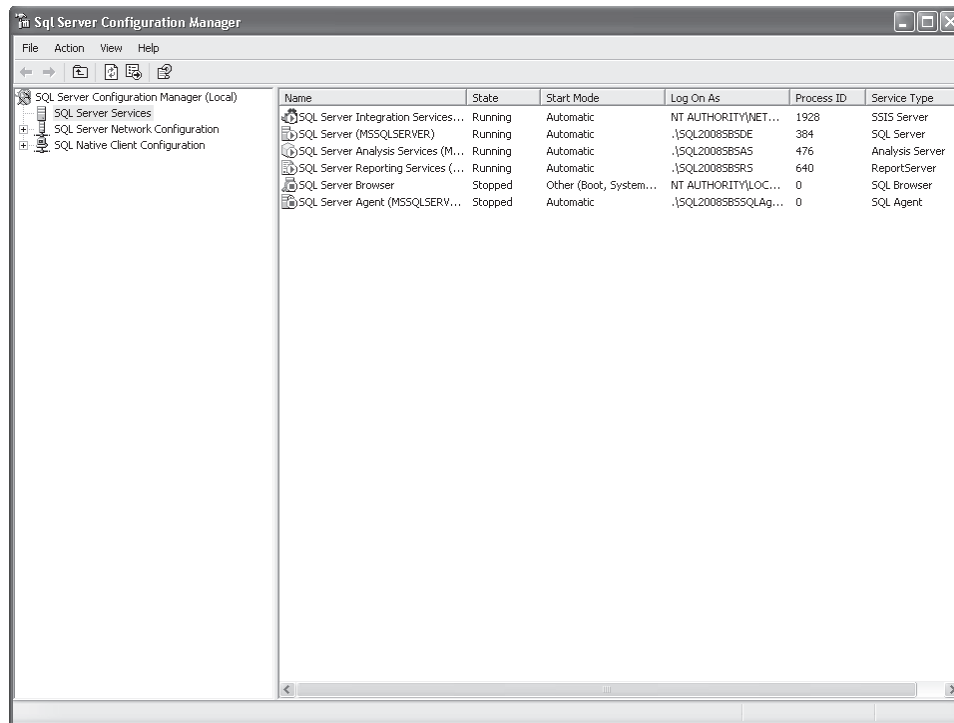 Sql Server Configuration Manager
File Action View Help
SQL Server Configuration Manager (Local)
SQL Server Services
SQL Server Network Configuration
SQL Native Client Configuration
Name State Start Mode Log On As Process ID Service Type
SQL Server Integration Services... Running Automatic NT AUTHORITY\NET... 1928 SSIS Server
SQL Server (MSSQLSERVER) Running Automatic .\SQL2008SBSDE 384 SQL Server
SQL Server Analysis Services (M... Running Automatic .\SQL2008SBSAS 476 Analysis Server
SQL Server Reporting Services (... Running Automatic .\SQL2008SBSRS 640 ReportServer
SQL Server Browser Stopped Other (Boot, System... NT AUTHORITY\LOC... 0 SQL Browser
SQL Server Agent (MSSQLSERV... Stopped Automatic .\SQL2008SBSSQLAg... 0 SQL Agent